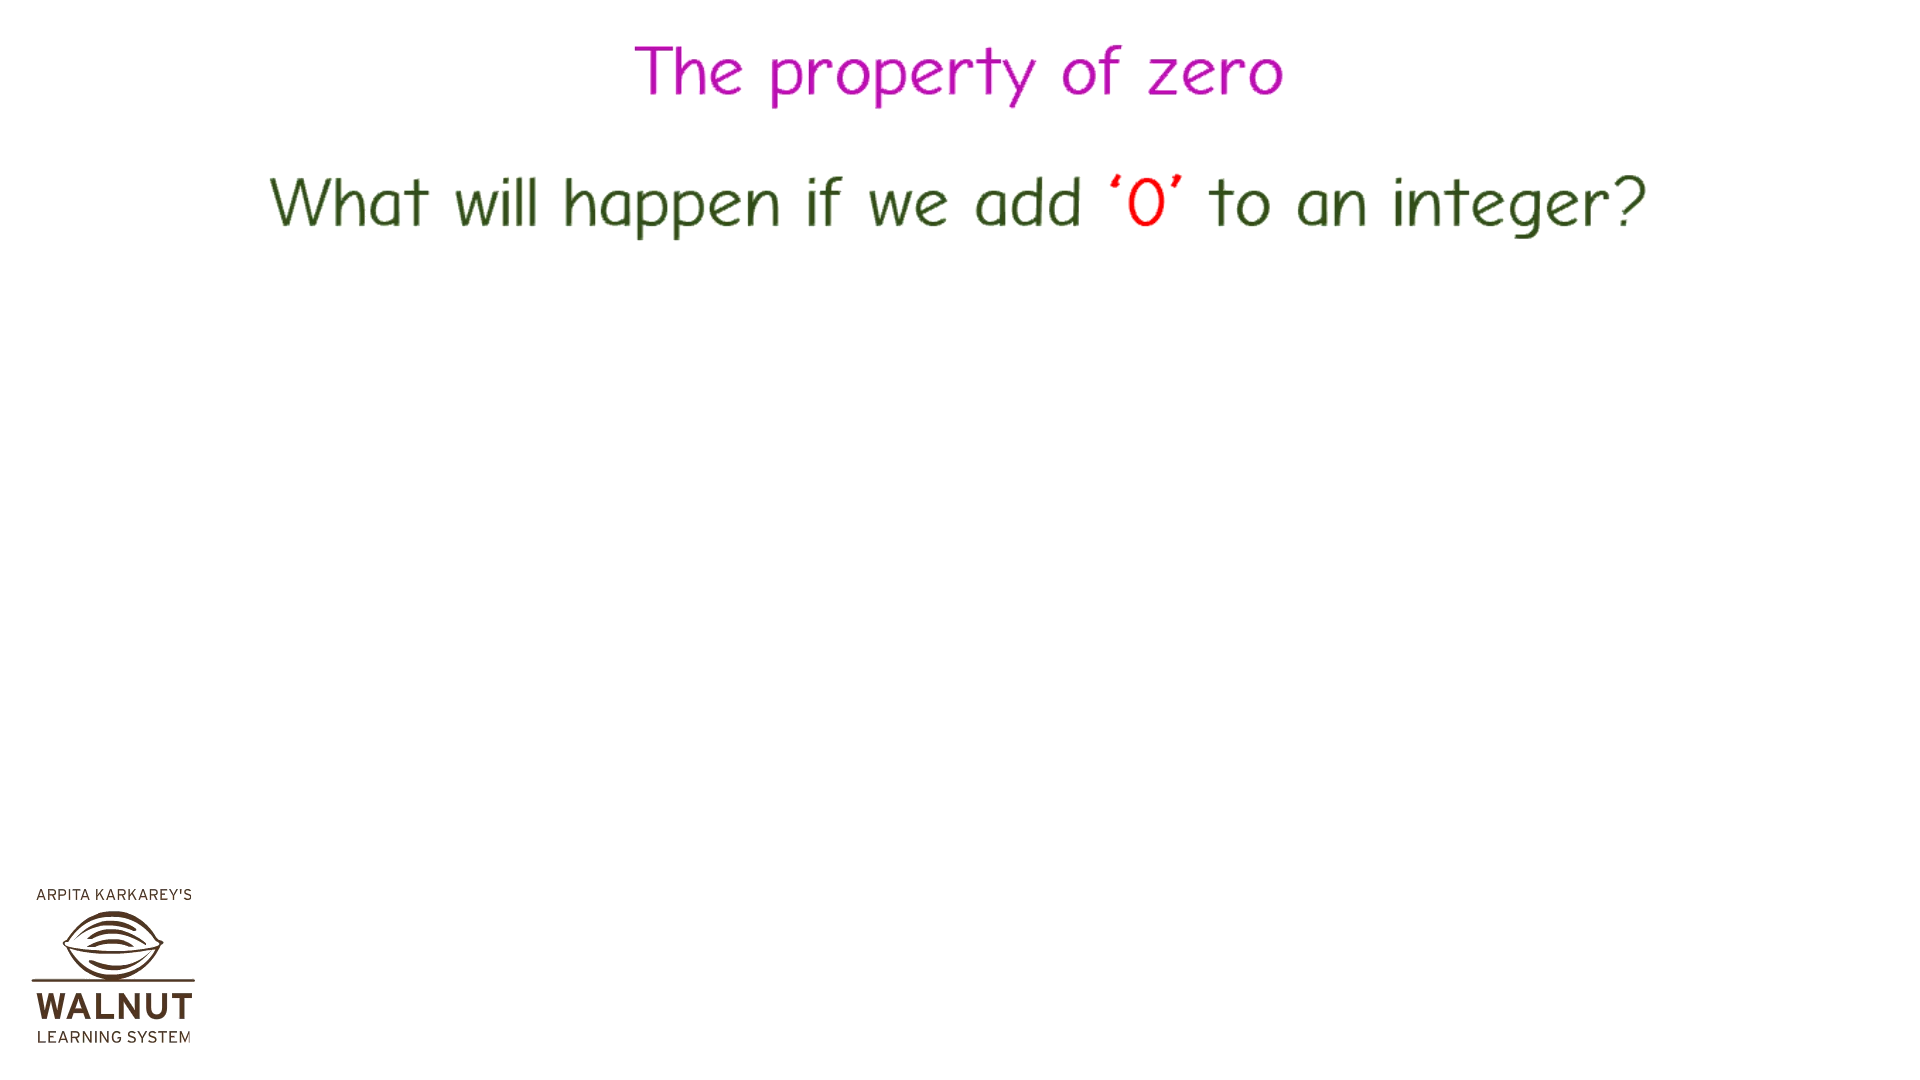 The property of zero
What will happen if we add ‘0’ to an integer?
ARPITA KARKAREY'S
WALNUT
LEARNING SYSTEM